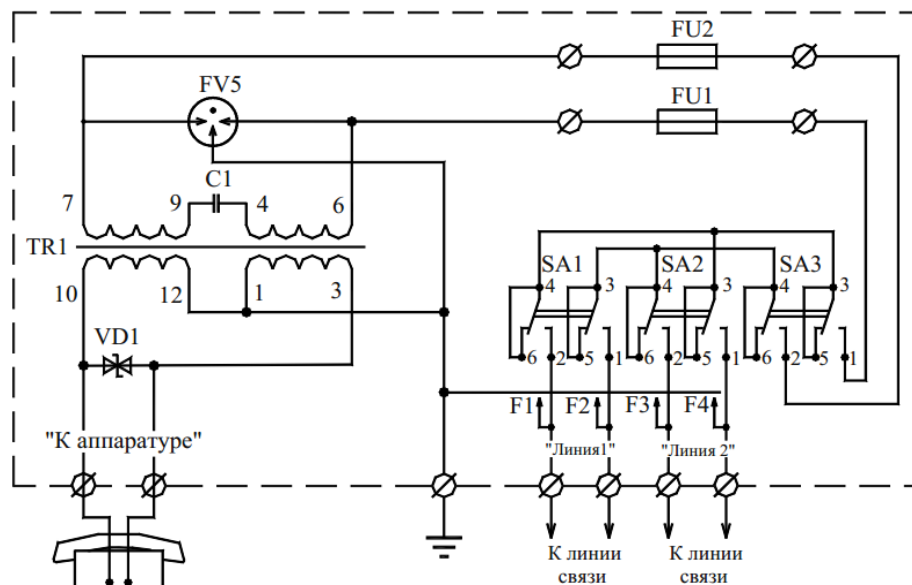 FU2
FV5
FU1
C1
7
9
4
6
TR1
SA1
SA2
SA3
4
3
4
3
4
3
10
12
1
3
VD1
6
2
5
1
6
2
5
1
6
2
5
1
F1
F2
F3
F4
"К аппаратуре"
"Линия1"
"Линия 2"
К линии
связи
К линии
связи